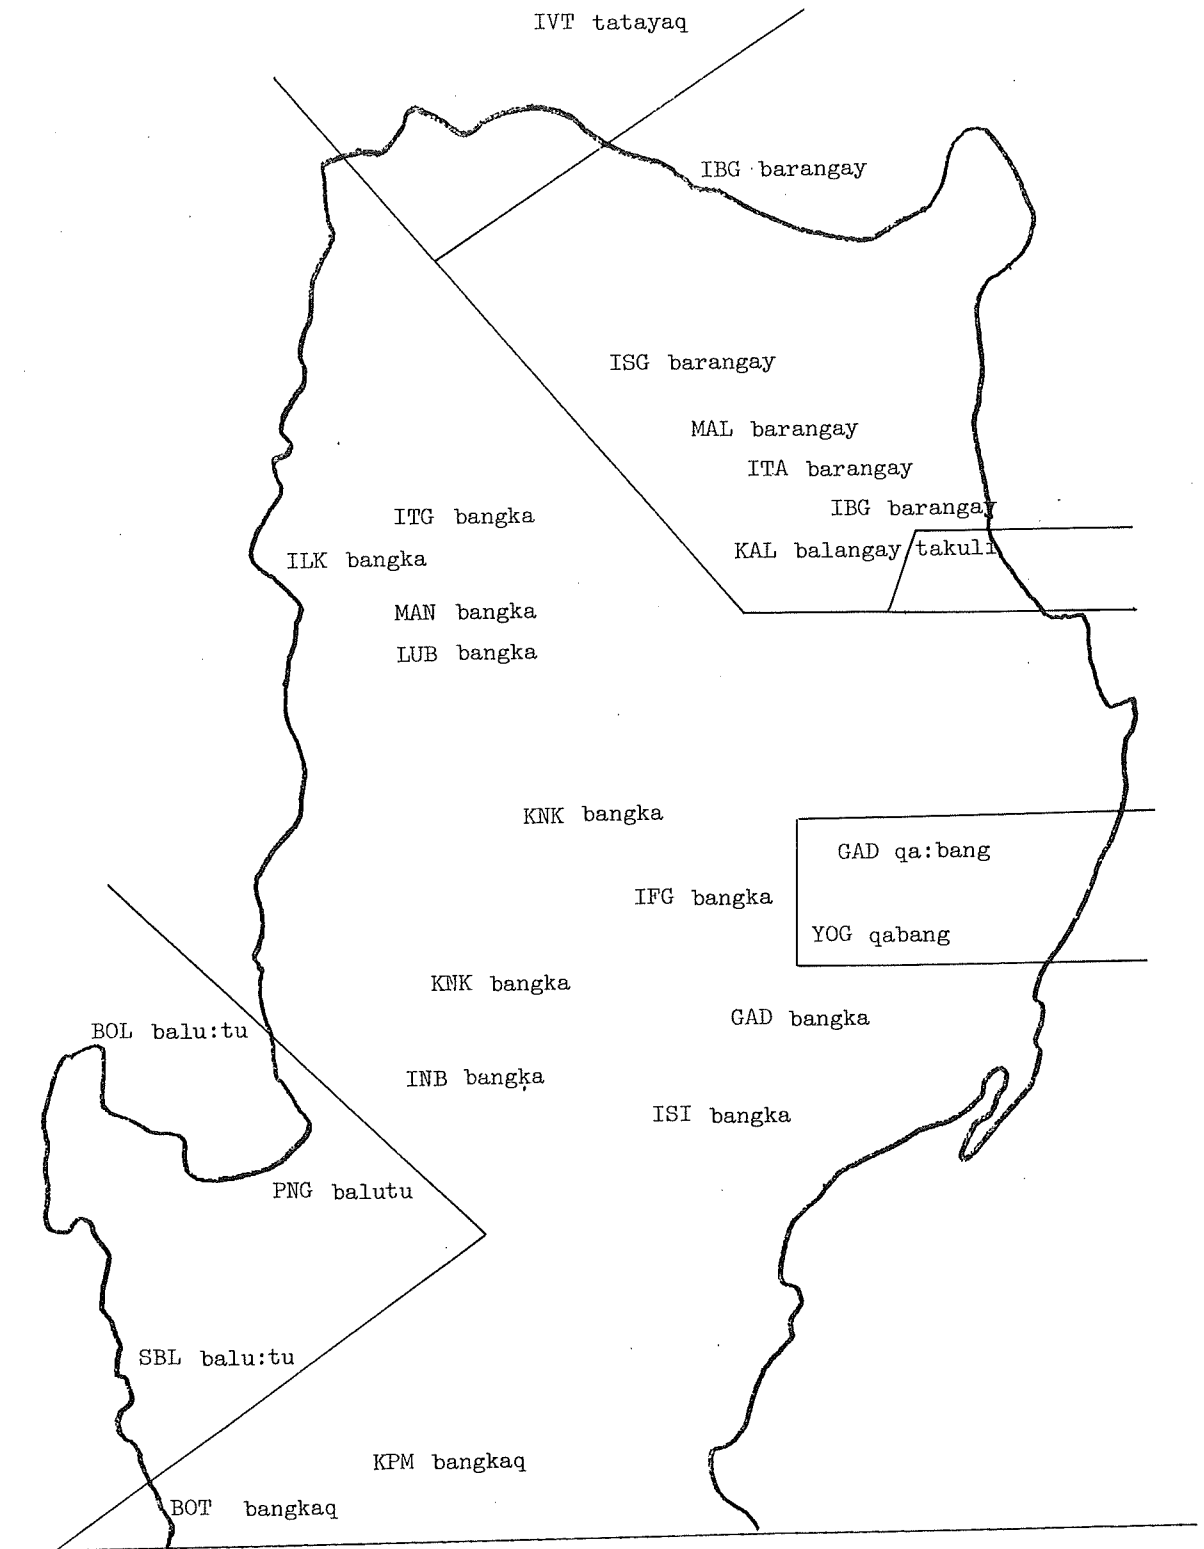 IVT tatayaq
IBG barangay
ISG barangay
MAL barangay
ITA barangay
IBG barangay
ITG bangka
KAL balangay takuli
ILK bangka
MAN bangka
LUB bangka
KNK bangka
GAD qa:bang
IFG bangka
YOG qabang
KNK bangka
GAD bangka
BOL balu:tu
INB bangka
ISI bangka
PNG balutu
SBL balu:tu
KPM bangkaq
BOT bangkaq